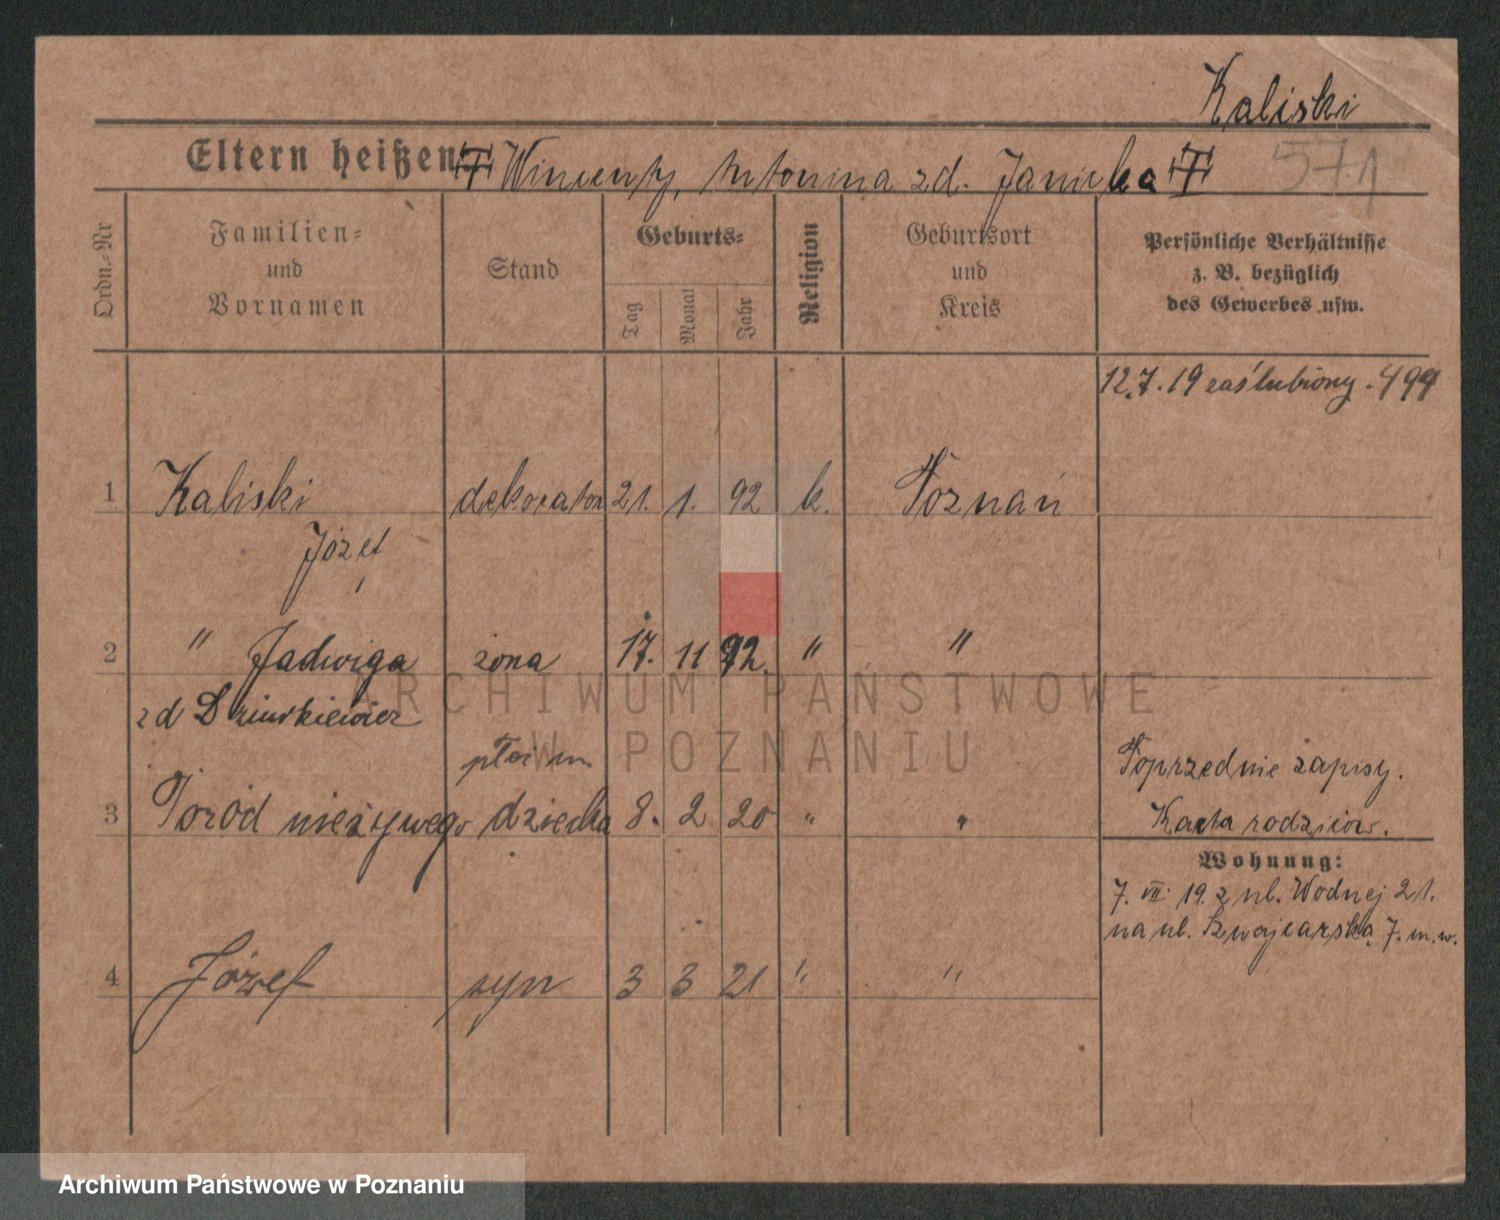 Kaliski
Eltern heißen: Wincenty, Antonina zd. Janicka
571
Ordn.-Nr
Familien-
und
Vornamen
Stand
Geburts-
Tag
Monat
Jahr
Religion
Geburtsort
und
Kreis
Persönliche Verhältnisse
z. B. bezüglich
des Gewerbes usw.
12.7.19 zaślubiony - 499
1 Kaliski dekorator 21. 1. 92 k. Poznań
Józef
2 " Jadwiga żona 17. 11 92 " "
zd
ARCHIWUM PAŃSTWOWE
W POZNANIU
płci m.
Poprzednie zapisy.
3 Poród nieżywego dziecka 8. 2 20 "
Karta rodziców.
Wohnung:
7. VII. 19. z ul. Wodnej 21.
na ul. Szwajcarską 7. m. w.
4 Józef syn 3 3 21 " "
Archiwum Państwowe w Poznaniu